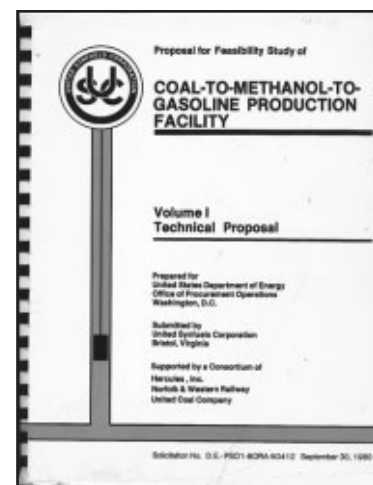 Proposal for Feasibility Study of
COAL-TO-METHANOL-TO-
GASOLINE PRODUCTION
FACILITY
Volume I
Technical Proposal
Prepared for
United States Department of Energy
Office of Procurement Operations
Washington, D.C.
Submitted by
United Synfuels Corporation
Bristol, Virginia
Supported by a Consortium of
Hercules, Inc.
Norfolk & Western Railway
United Coal Company
Solicitation No. September 30, 1980